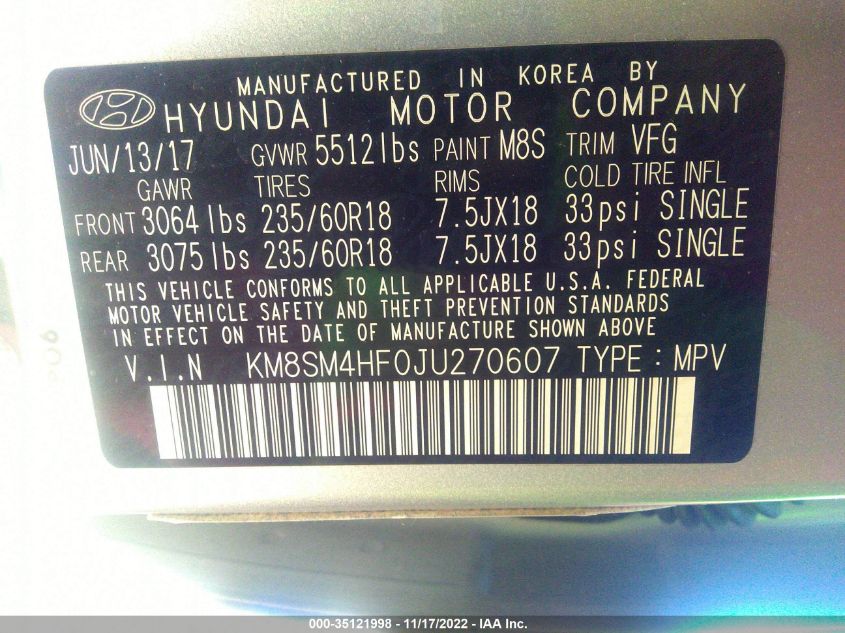 MANUFACTURED IN KOREA BY
HYUNDAI MOTOR COMPANY
JUN/13/17 GVWR 5512lbs PAINT M8S TRIM VFG
GAWR TIRES RIMS COLD TIRE INFL
FRONT 3064lbs 235/60R18 7.5JX18 33psi SINGLE
REAR 3075lbs 235/60R18 7.5JX18 33psi SINGLE
THIS VEHICLE CONFORMS TO ALL APPLICABLE U.S.A. FEDERAL
MOTOR VEHICLE SAFETY AND THEFT PREVENTION STANDARDS
IN EFFECT ON THE DATE OF MANUFACTURE SHOWN ABOVE
V.I.N KM8SM4HF0JU270607 TYPE : MPV
000-35121998 - 11/17/2022 - IAA Inc.